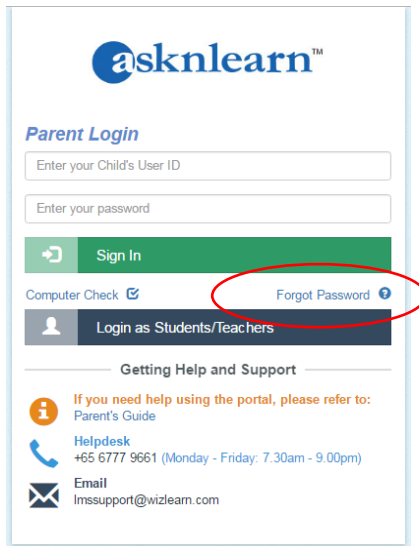 asknlearn™
Parent Login
Enter your Child's User ID
Enter your password
Sign In
Computer Check
Forgot Password ?
Login as Students/Teachers
Getting Help and Support
If you need help using the portal, please refer to:
Parent's Guide
Helpdesk
+65 6777 9661 (Monday - Friday: 7.30am - 9.00pm)
Email
lmssupport@wizlearn.com